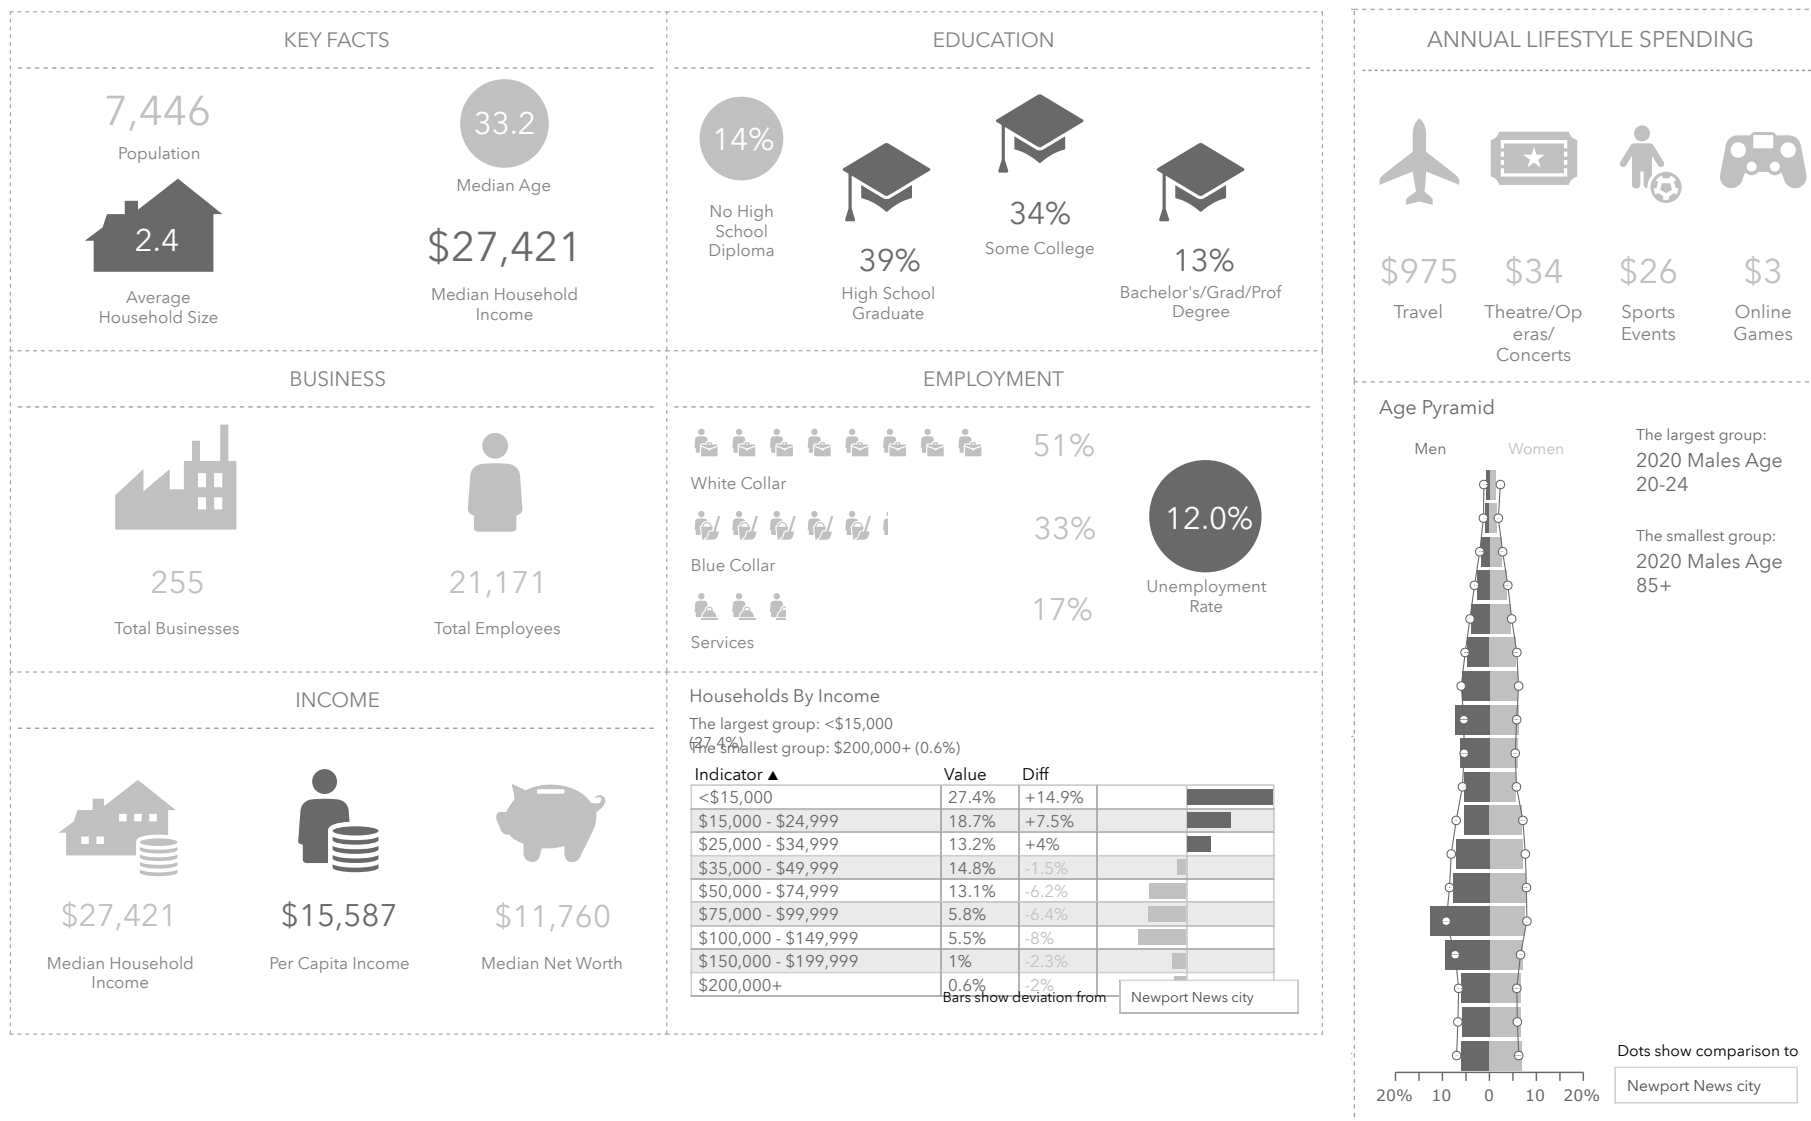 KEY FACTS
7,446
Population
33.2
Median Age
2.4
Average
Household Size
$27,421
Median Household
Income
EDUCATION
14%
No High
School
Diploma
39%
High School
Graduate
34%
Some College
13%
Bachelor's/Grad/Prof
Degree
ANNUAL LIFESTYLE SPENDING
$975
Travel
$34
Theatre/Op
eras/
Concerts
$26
Sports
Events
$3
Online
Games
BUSINESS
255
Total Businesses
21,171
Total Employees
EMPLOYMENT
51%
White Collar
33%
Blue Collar
17%
Services
12.0%
Unemployment
Rate
INCOME
$27,421
Median Household
Income
$15,587
Per Capita Income
$11,760
Median Net Worth
Households By Income
The largest group: <$15,000
(27.4%)
The smallest group: $200,000+ (0.6%)
Indicator ▲ Value Diff
<$15,000 27.4% +14.9%
$15,000 - $24,999 18.7% +7.5%
$25,000 - $34,999 13.2% +4%
$35,000 - $49,999 14.8% -1.5%
$50,000 - $74,999 13.1% -6.2%
$75,000 - $99,999 5.8% -6.4%
$100,000 - $149,999 5.5% -8%
$150,000 - $199,999 1% -2.3%
$200,000+ 0.6% -2%
Bars show deviation from Newport News city
Age Pyramid
Men Women
The largest group:
2020 Males Age
20-24
The smallest group:
2020 Males Age
85+
20% 10 0 10 20%
Dots show comparison to
Newport News city